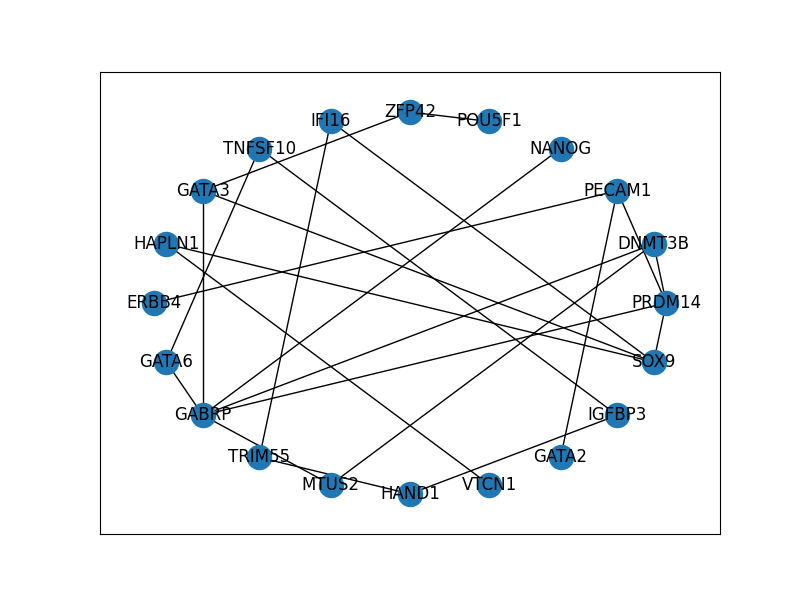 ZFP42
IFI16
POU5F1
TNFSF10
NANOG
GATA3
PECAM1
HAPLN1
DNMT3B
ERBB4
PRDM14
GATA6
SOX9
GABRP
IGFBP3
TRIM55
GATA2
MTUS2
VTCN1
HAND1